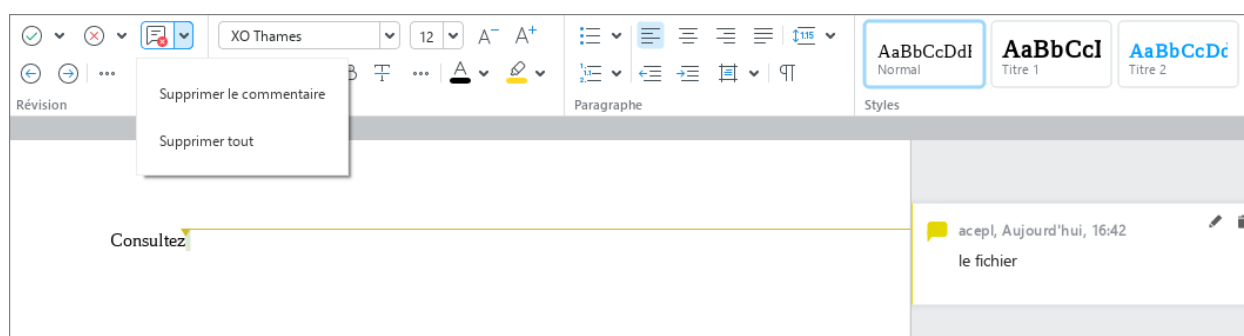 XO Thames
12
AaBbCcDdI
Normal
AaBbCcI
Titre 1
AaBbCcDc
Titre 2
Révision
Supprimer le commentaire
Supprimer tout
Paragraphe
Styles
Consultez
acepl, Aujourd'hui, 16:42
le fichier